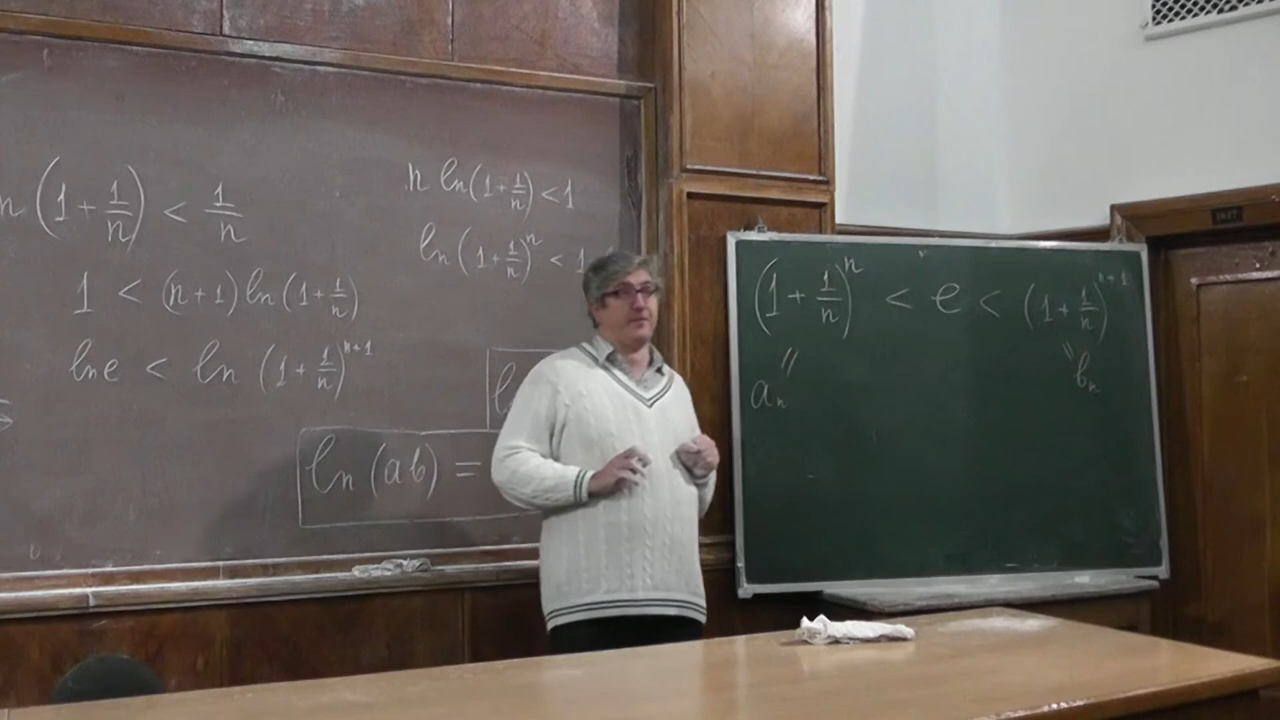 n (1 + 1/n) < 1/n
1 < (n+1) ln (1 + 1/n)
ln e < ln (1 + 1/n)^{n+1}
n ln (1 + 1/n) < 1
ln (1 + 1/n)^n < 1
ln (ab) =
(1 + 1/n)^n < e < (1 + 1/n)^{n+1}
a_n " " b_n